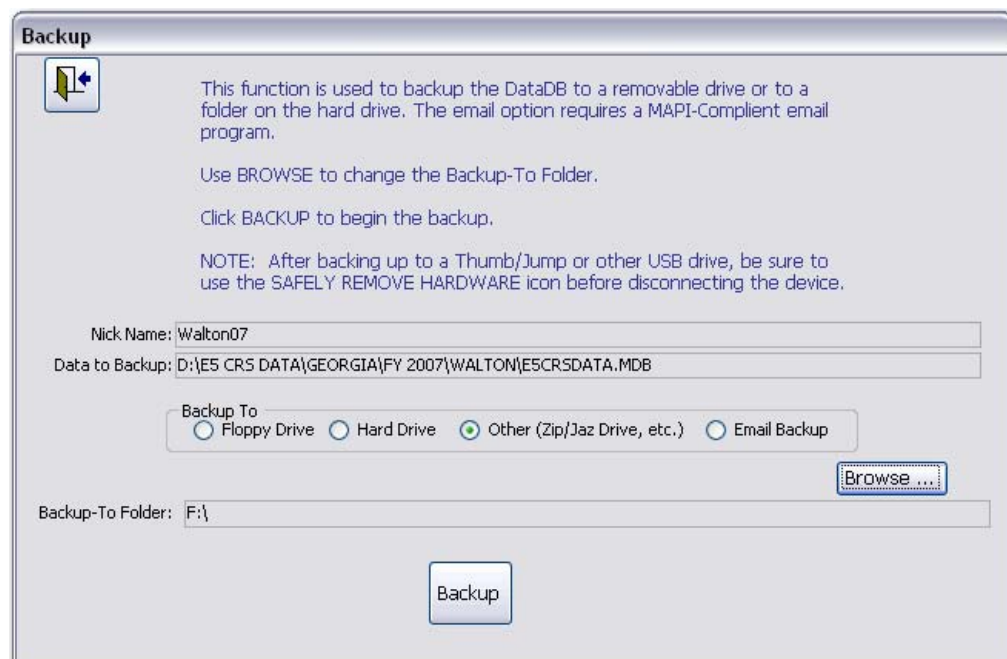 Backup
This function is used to backup the DataDB to a removable drive or to a
folder on the hard drive. The email option requires a MAPI-Complient email
program.
Use BROWSE to change the Backup-To Folder.
Click BACKUP to begin the backup.
NOTE: After backing up to a Thumb/Jump or other USB drive, be sure to
use the SAFELY REMOVE HARDWARE icon before disconnecting the device.
Nick Name: Walton07
Data to Backup: D:\E5 CRS DATA\GEORGIA\FY 2007\WALTON\E5CRSDATA.MDB
Backup To
Floppy Drive Hard Drive Other (Zip/Jaz Drive, etc.) Email Backup
Browse ...
Backup-To Folder: F:\
Backup